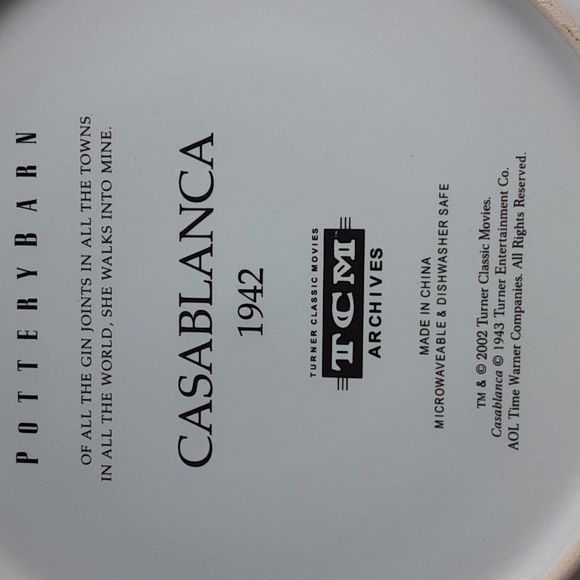 POTTERYBARN
OF ALL THE GIN JOINTS IN ALL THE TOWNS
IN ALL THE WORLD, SHE WALKS INTO MINE.
CASABLANCA
1942
TURNER CLASSIC MOVIES
TCM
ARCHIVES
MADE IN CHINA
MICROWAVEABLE & DISHWASHER SAFE
TM & © 2002 Turner Classic Movies.
Casablanca © 1943 Turner Entertainment Co.
AOL Time Warner Companies. All Rights Reserved.